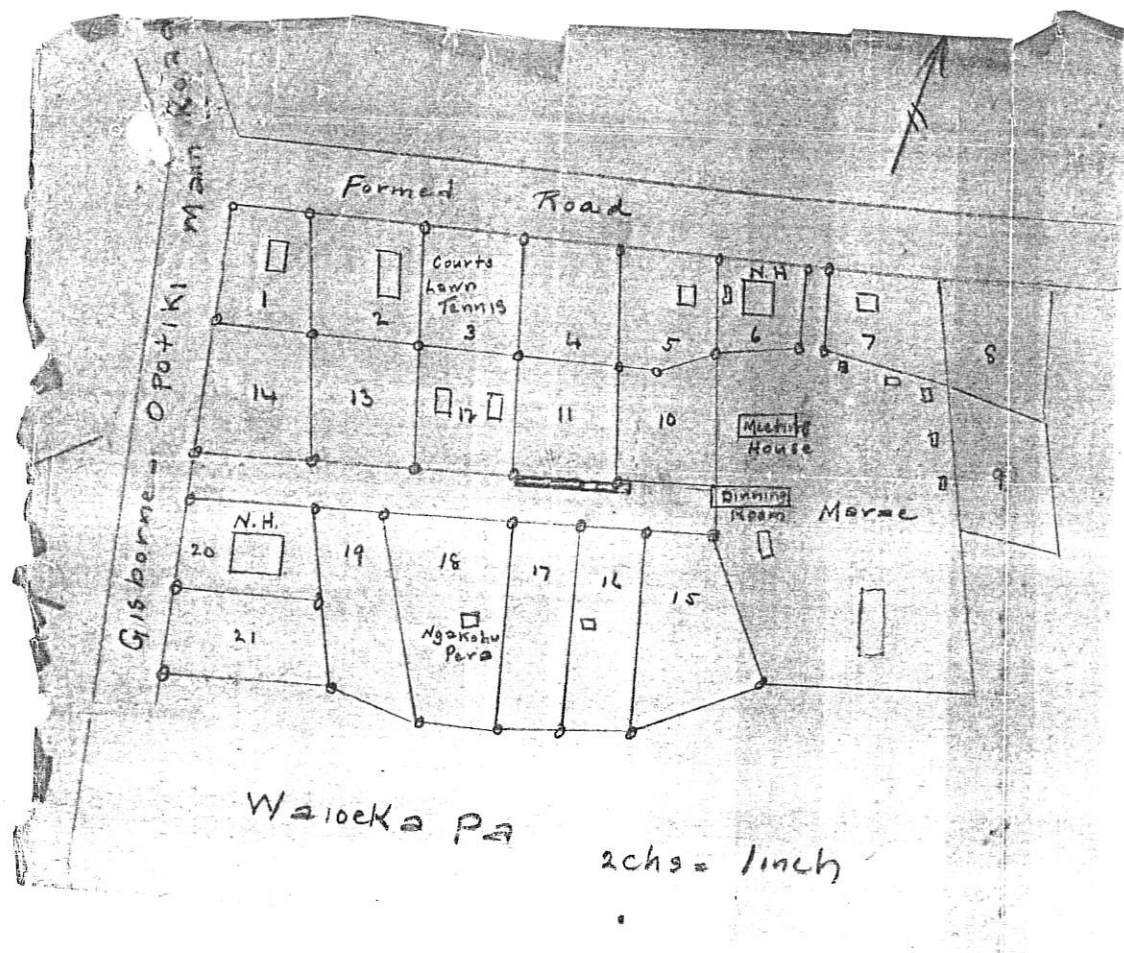 Gisborne - Opotiki Main Road
Formed Road
1
2
Courts
Lawn
Tennis
3
4
5
N.H
6
7
8
14
13
12
11
10
Meeting
House
9
Dinning
Room
Marae
N.H.
20
19
18
17
16
15
Ngakohu
Pera
21
Waioeka Pa
2chs = 1inch